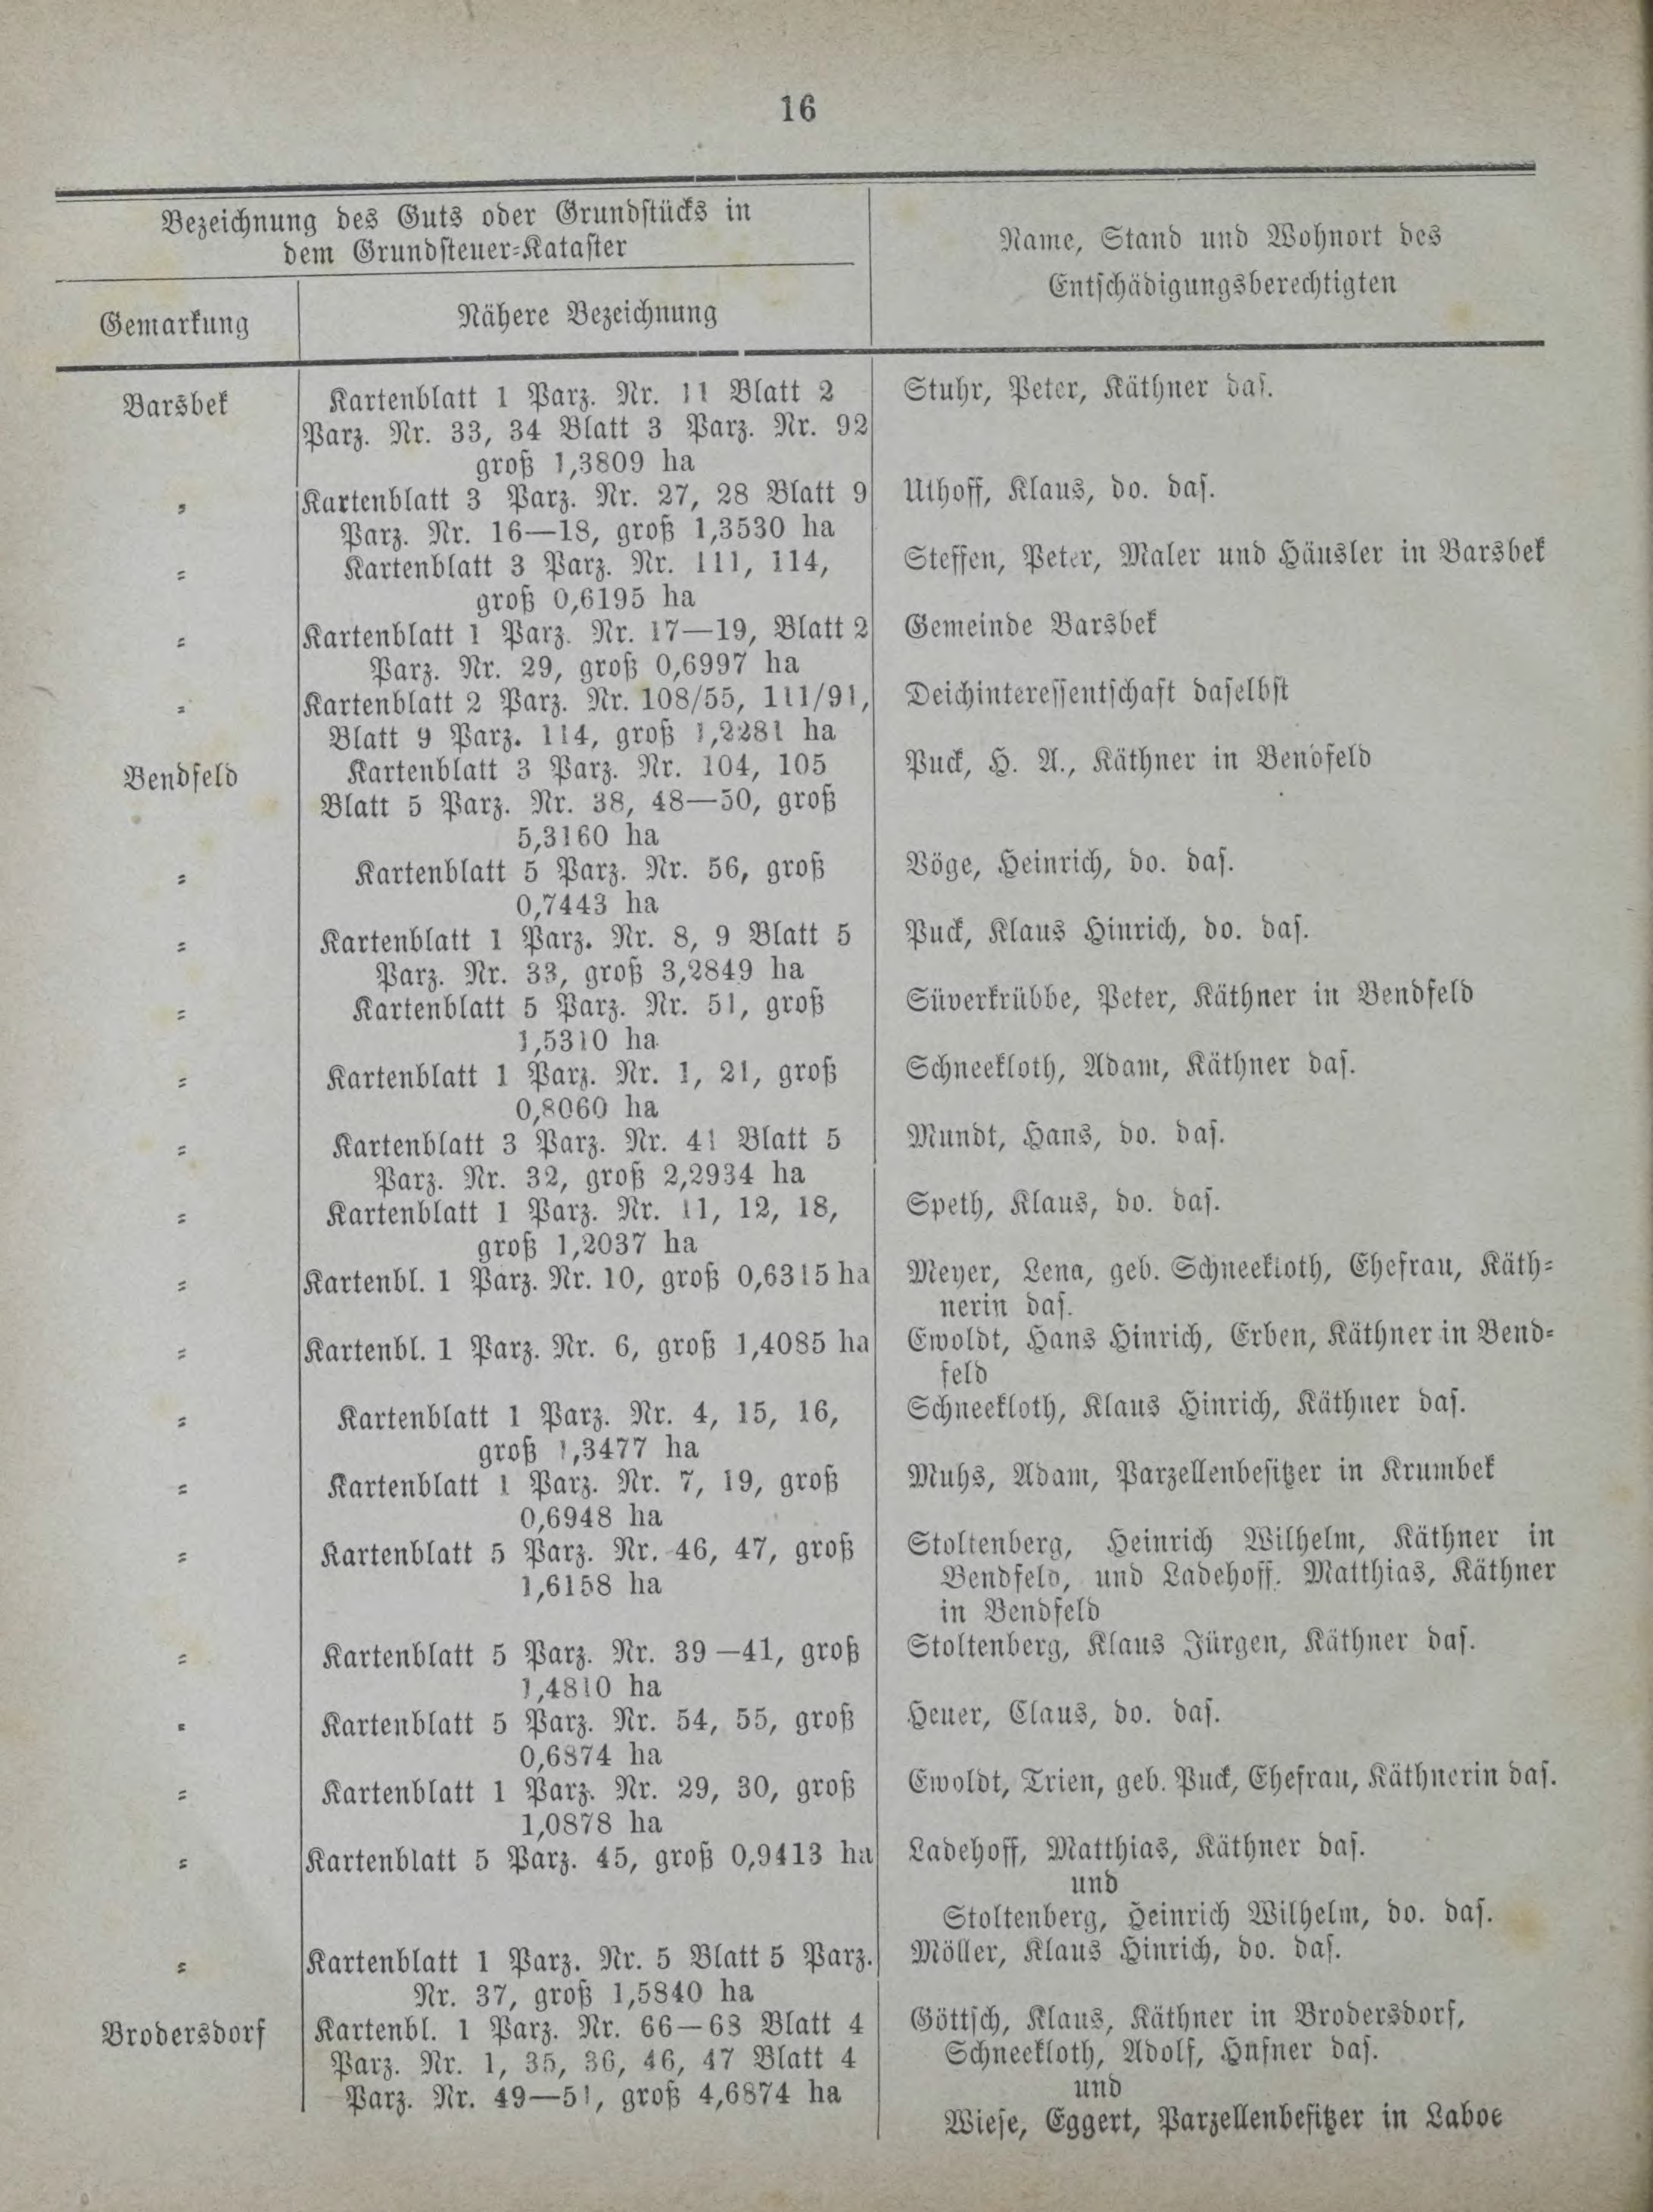 16
Bezeichnung des Guts oder Grundstücks in
dem Grundsteuer=Kataster
Name, Stand und Wohnort des
Entschädigungsberechtigten
Gemarkung
Nähere Bezeichnung
Barsbek
Kartenblatt 1 Parz. Nr. 11 Blatt 2
Parz. Nr. 33, 34 Blatt 3 Parz. Nr. 92
groß 1,3809 ha
Stuhr, Peter, Käthner das.
=
Kartenblatt 3 Parz. Nr. 27, 28 Blatt 9
Parz. Nr. 16—18, groß 1,3530 ha
Uthoff, Klaus, do. das.
=
Kartenblatt 3 Parz. Nr. 111, 114,
groß 0,6195 ha
Steffen, Peter, Maler und Häusler in Barsbek
=
Kartenblatt 1 Parz. Nr. 17—19, Blatt 2
Parz. Nr. 29, groß 0,6997 ha
Gemeinde Barsbek
=
Kartenblatt 2 Parz. Nr. 108/55, 111/91,
Blatt 9 Parz. 114, groß 1,2281 ha
Deichinteressentschaft daselbst
Bendfeld
Kartenblatt 3 Parz. Nr. 104, 105
Blatt 5 Parz. Nr. 38, 48—50, groß
5,3160 ha
Puck, H. A., Käthner in Bendfeld
=
Kartenblatt 5 Parz. Nr. 56, groß
0,7443 ha
Böge, Heinrich, do. das.
=
Kartenblatt 1 Parz. Nr. 8, 9 Blatt 5
Parz. Nr. 33, groß 3,2849 ha
Puck, Klaus Hinrich, do. das.
=
Kartenblatt 5 Parz. Nr. 51, groß
1,5310 ha
Süverkrübbe, Peter, Käthner in Bendfeld
=
Kartenblatt 1 Parz. Nr. 1, 21, groß
0,8060 ha
Schneekloth, Adam, Käthner das.
=
Kartenblatt 3 Parz. Nr. 41 Blatt 5
Parz. Nr. 32, groß 2,2934 ha
Mundt, Hans, do. das.
=
Kartenblatt 1 Parz. Nr. 11, 12, 18,
groß 1,2037 ha
Speth, Klaus, do. das.
=
Kartenbl. 1 Parz. Nr. 10, groß 0,6315 ha
Meyer, Lena, geb. Schneekloth, Ehefrau, Käth=
nerin das.
=
Kartenbl. 1 Parz. Nr. 6, groß 1,4085 ha
Ewoldt, Hans Hinrich, Erben, Käthner in Bend=
feld
=
Kartenblatt 1 Parz. Nr. 4, 15, 16,
groß 1,3477 ha
Schneekloth, Klaus Hinrich, Käthner das.
=
Kartenblatt 1 Parz. Nr. 7, 19, groß
0,6948 ha
Muhs, Adam, Parzellenbesitzer in Krumbek
=
Kartenblatt 5 Parz. Nr. 46, 47, groß
1,6158 ha
Stoltenberg, Heinrich Wilhelm, Käthner in
Bendfeld, und Ladehoff, Matthias, Käthner
in Bendfeld
=
Kartenblatt 5 Parz. Nr. 39—41, groß
1,4810 ha
Stoltenberg, Klaus Jürgen, Käthner das.
=
Kartenblatt 5 Parz. Nr. 54, 55, groß
0,6874 ha
Heuer, Claus, do. das.
=
Kartenblatt 1 Parz. Nr. 29, 30, groß
1,0878 ha
Ewoldt, Trien, geb. Puck, Ehefrau, Käthnerin das.
=
Kartenblatt 5 Parz. 45, groß 0,9413 ha
Ladehoff, Matthias, Käthner das.
und
Stoltenberg, Heinrich Wilhelm, do. das.
=
Kartenblatt 1 Parz. Nr. 5 Blatt 5 Parz.
Nr. 37, groß 1,5840 ha
Möller, Klaus Hinrich, do. das.
Brodersdorf
Kartenbl. 1 Parz. Nr. 66—68 Blatt 4
Parz. Nr. 1, 35, 36, 46, 47 Blatt 4
Parz. Nr. 49—51, groß 4,6874 ha
Göttsch, Klaus, Käthner in Brodersdorf,
Schneekloth, Adolf, Hufner das.
und
Wiese, Eggert, Parzellenbesitzer in Laboe